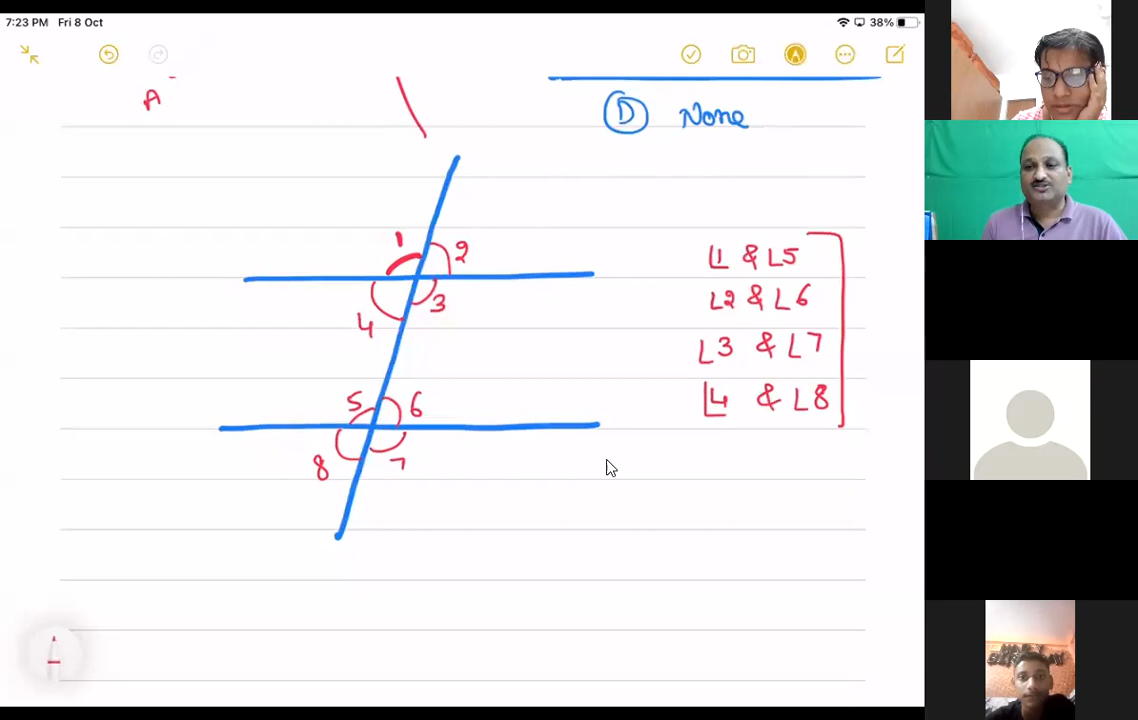 7:23 PM Fri 8 Oct
38%
A
D None
1
2
3
4
5
6
7
8
∠1 & ∠5
∠2 & ∠6
∠3 & ∠7
∠4 & ∠8